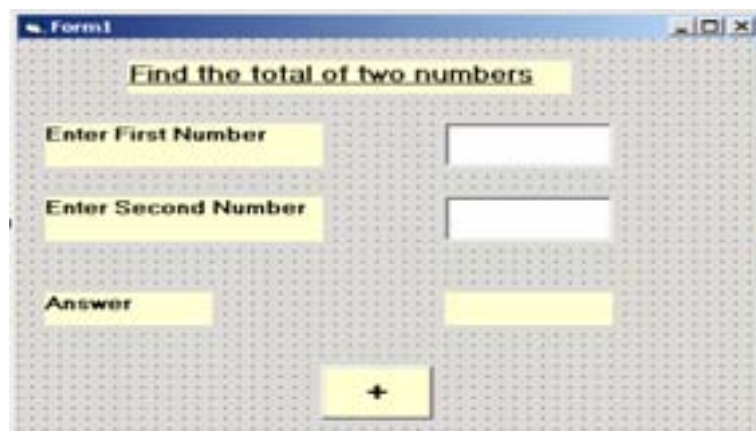 Form1
Find the total of two numbers
Enter First Number
Enter Second Number
Answer
+